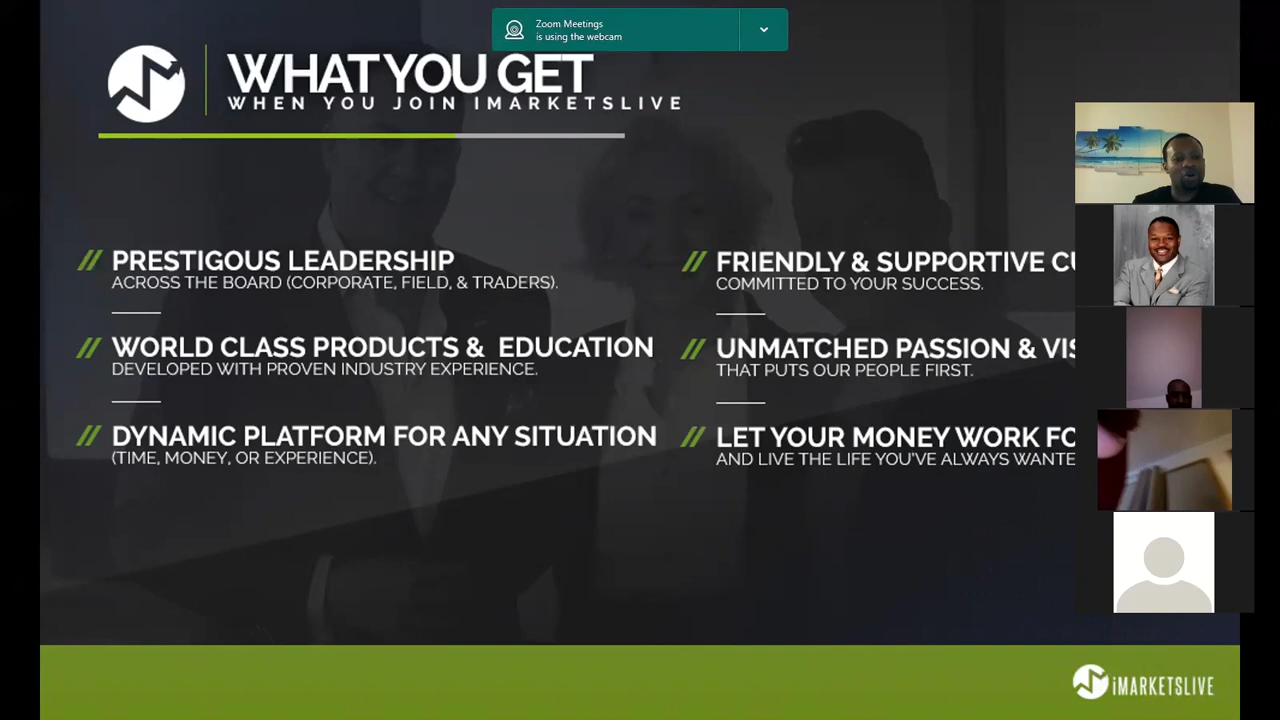 Zoom Meetings
is using the webcam
WHAT YOU GET
WHEN YOU JOIN IMARKETSLIVE
// PRESTIGOUS LEADERSHIP
ACROSS THE BOARD (CORPORATE, FIELD, & TRADERS).
// WORLD CLASS PRODUCTS & EDUCATION
DEVELOPED WITH PROVEN INDUSTRY EXPERIENCE.
// DYNAMIC PLATFORM FOR ANY SITUATION
(TIME, MONEY, OR EXPERIENCE).
// FRIENDLY & SUPPORTIVE
COMMITTED TO YOUR SUCCESS.
// UNMATCHED PASSION &
THAT PUTS OUR PEOPLE FIRST.
// LET YOUR MONEY WORK
AND LIVE THE LIFE YOU'VE ALWAYS
iMARKETSLIVE